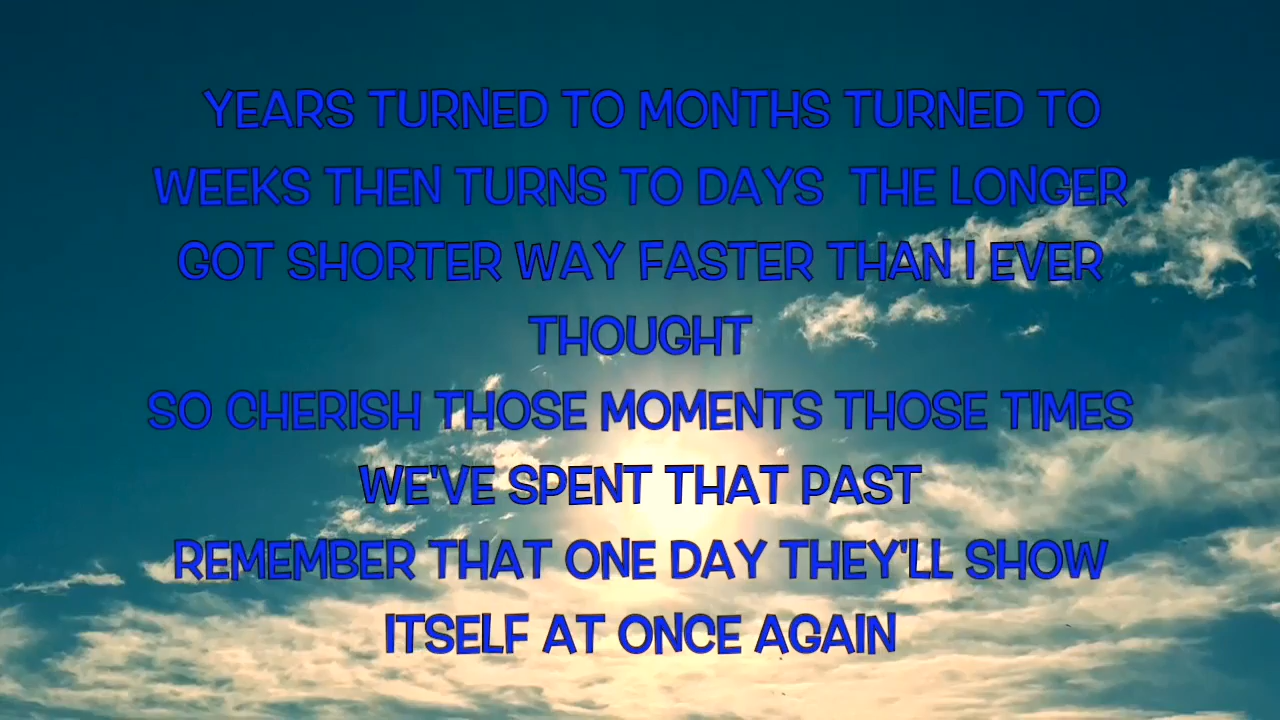 YEARS TURNED TO MONTHS TURNED TO
WEEKS THEN TURNS TO DAYS  THE LONGER
GOT SHORTER WAY FASTER THAN I EVER
THOUGHT
SO CHERISH THOSE MOMENTS THOSE TIMES
WE'VE SPENT THAT PAST
REMEMBER THAT ONE DAY THEY'LL SHOW
ITSELF AT ONCE AGAIN